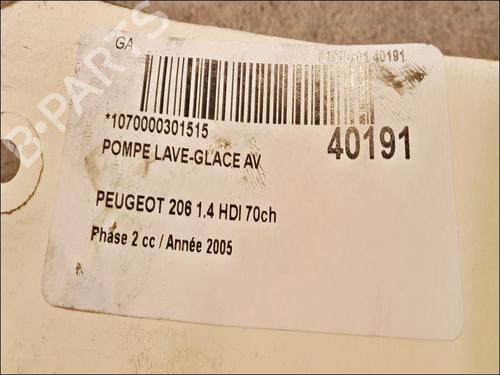 GA
40191
*1070000301515
40191
POMPE LAVE-GLACE AV
PEUGEOT 206 1.4 HDI 70ch
Phase 2 cc / Année 2005
B-PARTS